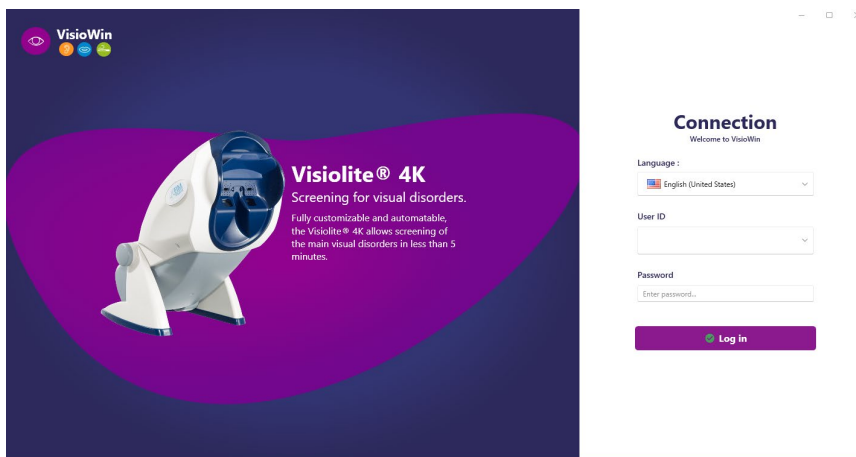 VisioWin
Visiolite® 4K
Screening for visual disorders.
Fully customizable and automatable,
the Visiolite® 4K allows screening of
the main visual disorders in less than 5
minutes.
Connection
Welcome to VisioWin
Language :
English (United States)
User ID
Password
Enter password...
Log in